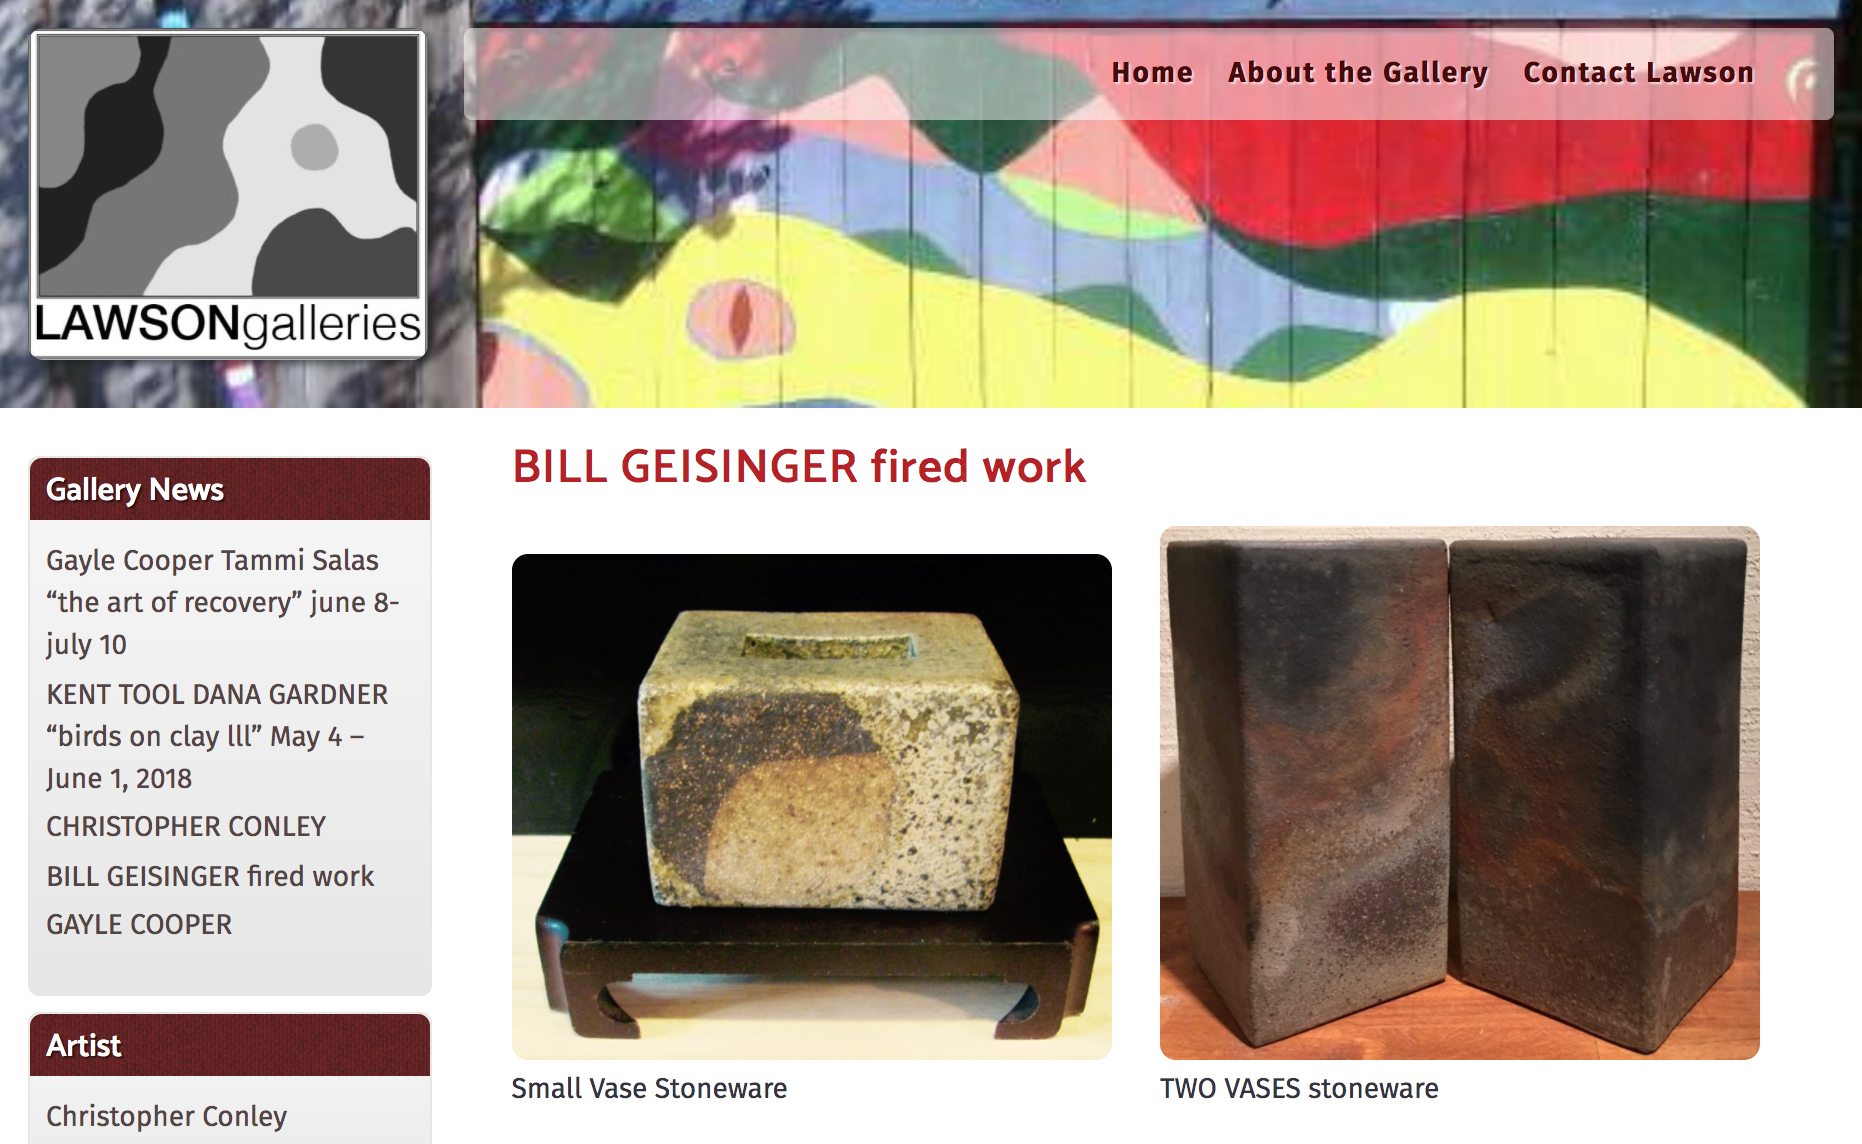 LAWSONgalleries
Home About the Gallery Contact Lawson
Gallery News
Gayle Cooper Tammi Salas
“the art of recovery” june 8-
july 10
KENT TOOL DANA GARDNER
“birds on clay lll” May 4 –
June 1, 2018
CHRISTOPHER CONLEY
BILL GEISINGER fired work
GAYLE COOPER
Artist
Christopher Conley
BILL GEISINGER fired work
Small Vase Stoneware
TWO VASES stoneware